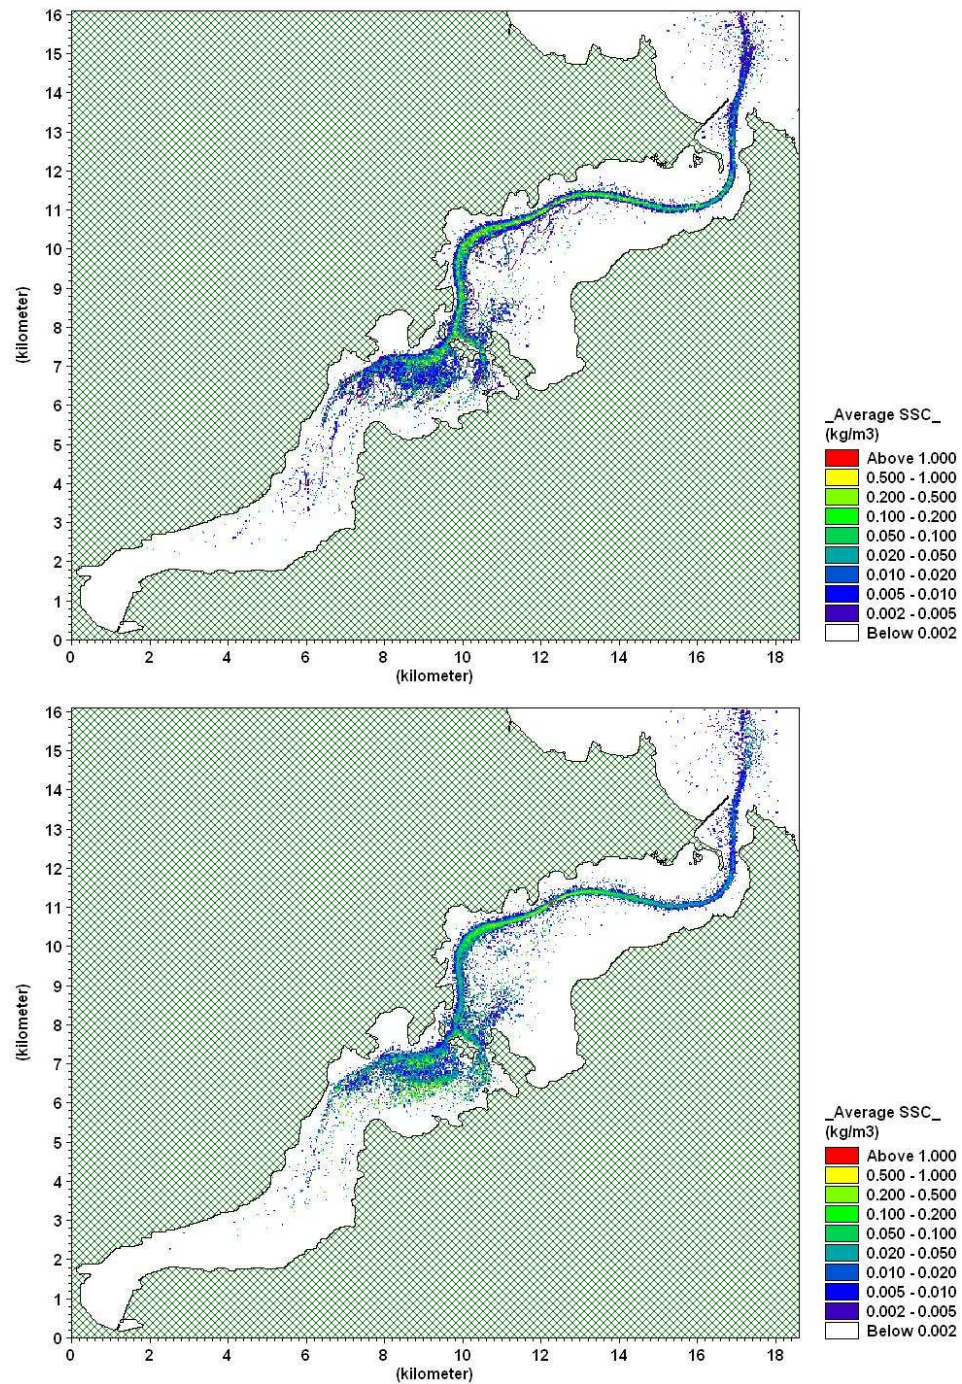 16
15
14
13
12
11
10
9
8
7
6
5
4
3
2
1
0
(kilometer)
0 2 4 6 8 10 12 14 16 18
(kilometer)
_Average SSC_
(kg/m3)
Above 1.000
0.500 - 1.000
0.200 - 0.500
0.100 - 0.200
0.050 - 0.100
0.020 - 0.050
0.010 - 0.020
0.005 - 0.010
0.002 - 0.005
Below 0.002
16
15
14
13
12
11
10
9
8
7
6
5
4
3
2
1
0
(kilometer)
0 2 4 6 8 10 12 14 16 18
(kilometer)
_Average SSC_
(kg/m3)
Above 1.000
0.500 - 1.000
0.200 - 0.500
0.100 - 0.200
0.050 - 0.100
0.020 - 0.050
0.010 - 0.020
0.005 - 0.010
0.002 - 0.005
Below 0.002